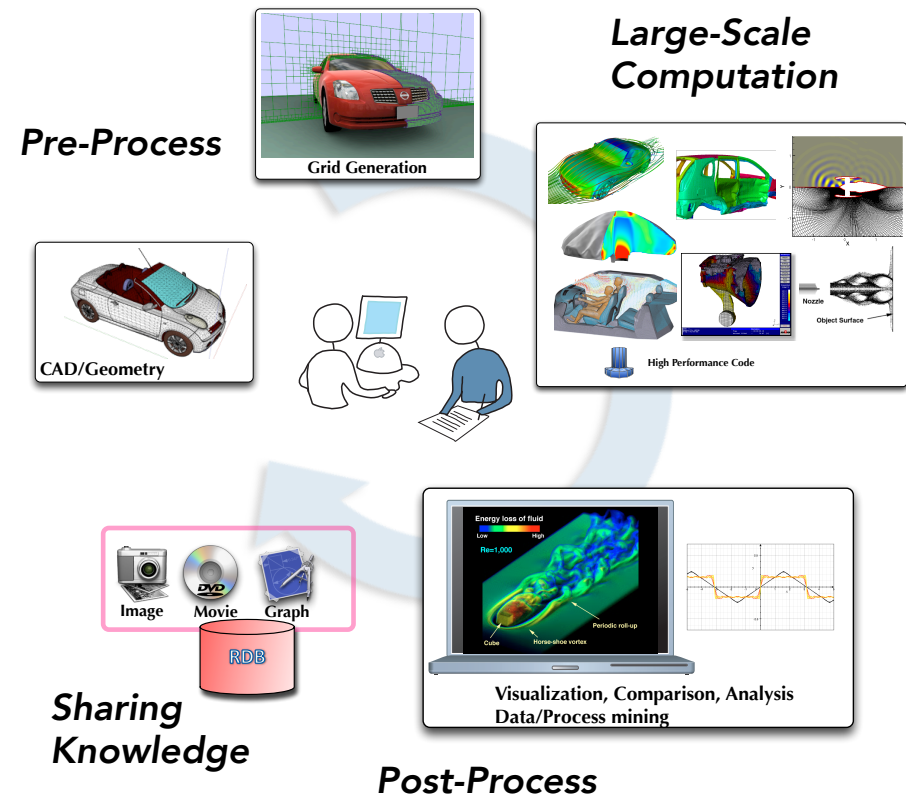 Large-Scale
Computation
Pre-Process
Grid Generation
CAD/Geometry
Nozzle
Object Surface
High Performance Code
Energy loss of fluid
Low
High
Re=1,000
Periodic roll-up
Horse-shoe vortex
Cube
DVD
Image
Movie
Graph
RDB
Visualization, Comparison, Analysis
Data/Process mining
Sharing
Knowledge
Post-Process